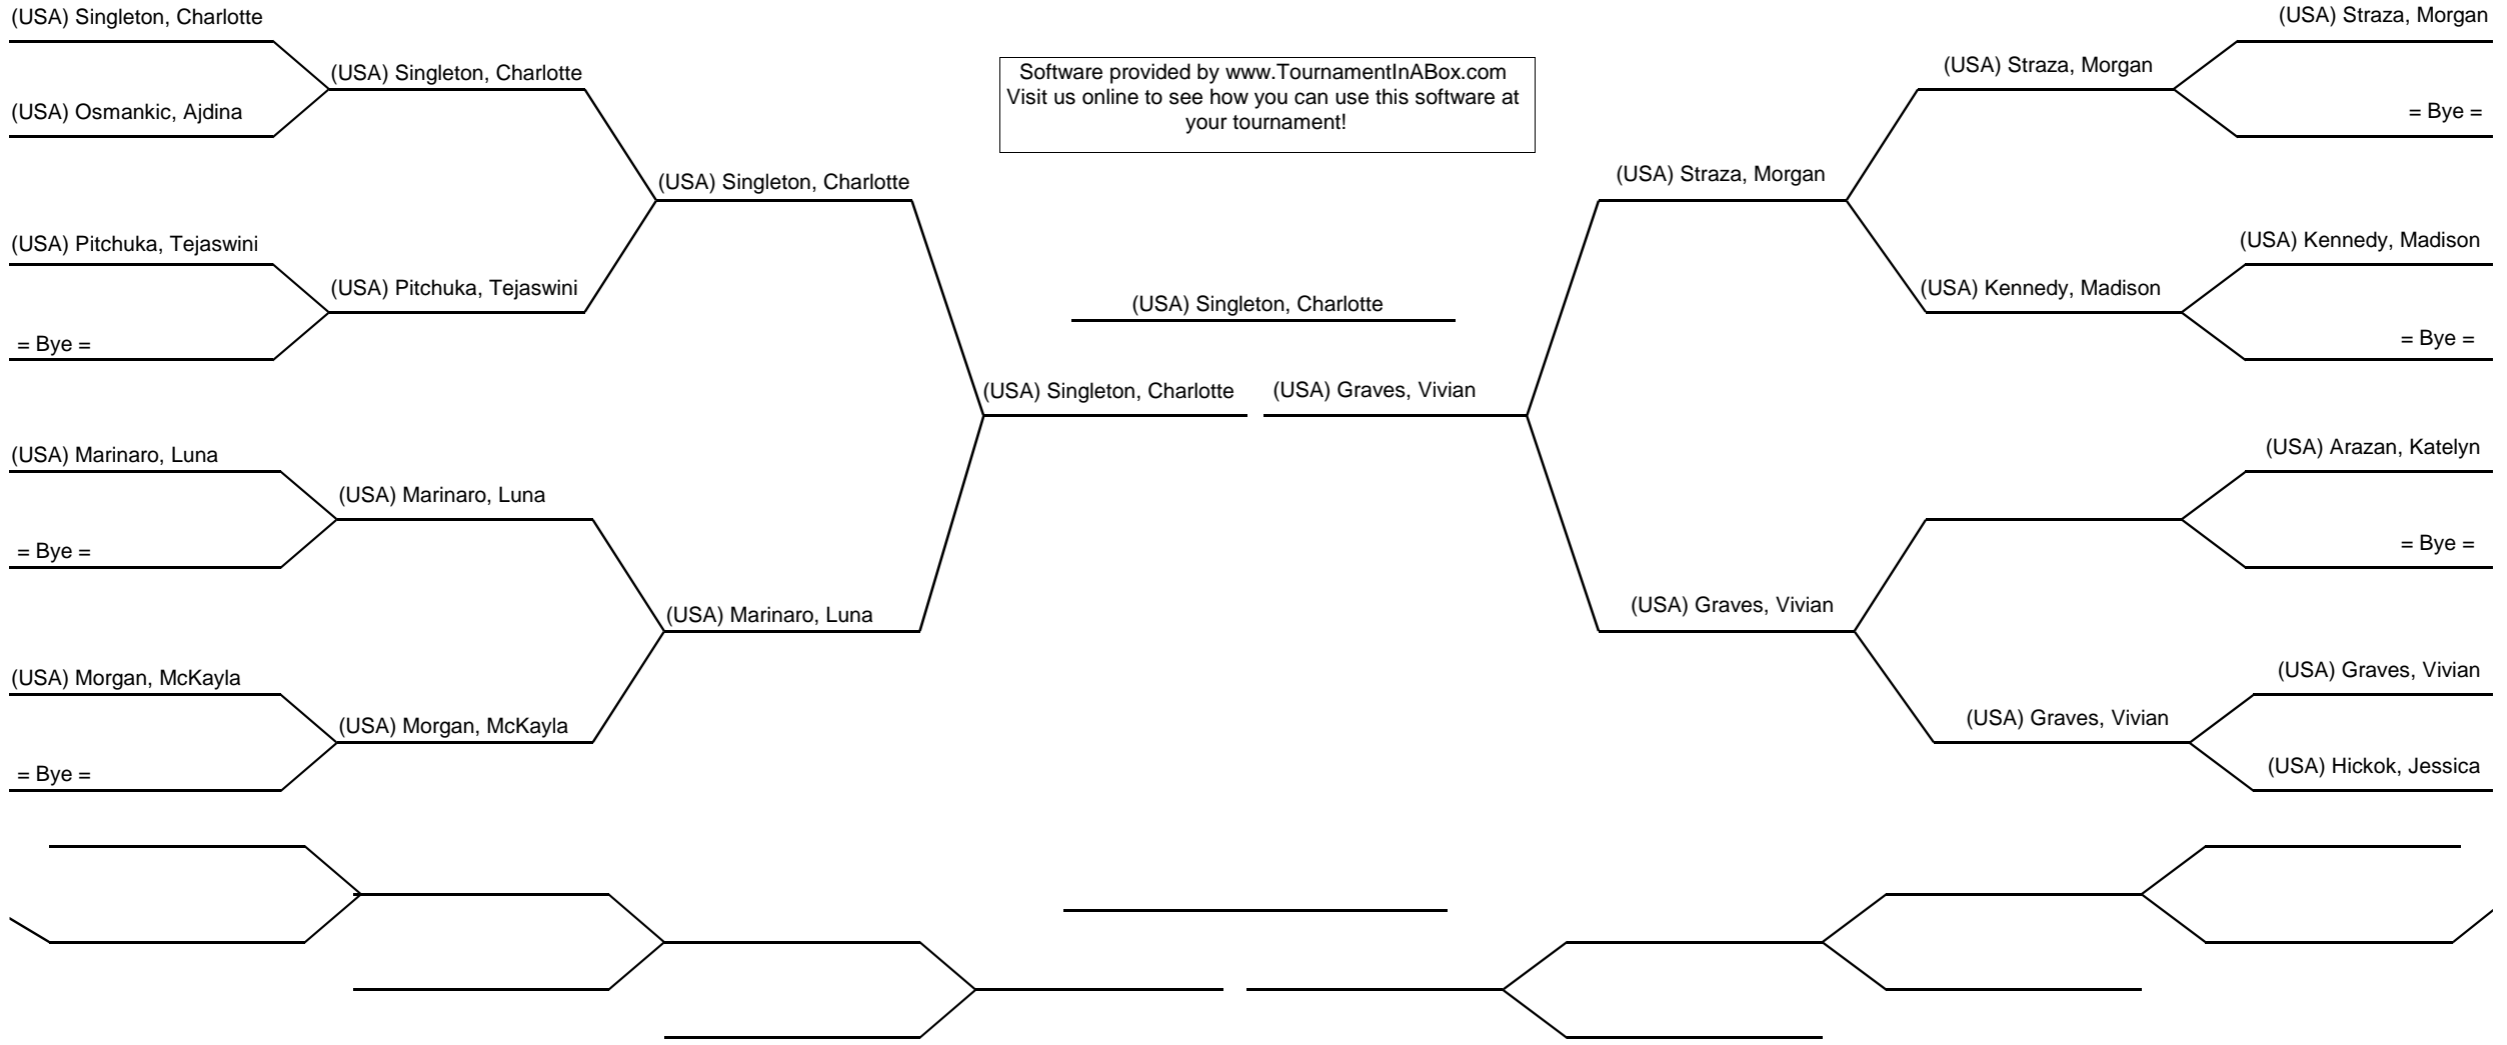 (USA) Singleton, Charlotte
(USA) Osmankic, Ajdina
(USA) Pitchuka, Tejaswini
= Bye =
(USA) Marinaro, Luna
= Bye =
(USA) Morgan, McKayla
= Bye =
(USA) Singleton, Charlotte
(USA) Pitchuka, Tejaswini
(USA) Marinaro, Luna
(USA) Morgan, McKayla
(USA) Singleton, Charlotte
(USA) Marinaro, Luna
(USA) Singleton, Charlotte
Software provided by www.TournamentInABox.com
Visit us online to see how you can use this software at
your tournament!
(USA) Singleton, Charlotte
(USA) Graves, Vivian
(USA) Straza, Morgan
(USA) Graves, Vivian
(USA) Straza, Morgan
(USA) Kennedy, Madison
(USA) Graves, Vivian
(USA) Straza, Morgan
= Bye =
(USA) Kennedy, Madison
= Bye =
(USA) Arazan, Katelyn
= Bye =
(USA) Graves, Vivian
(USA) Hickok, Jessica